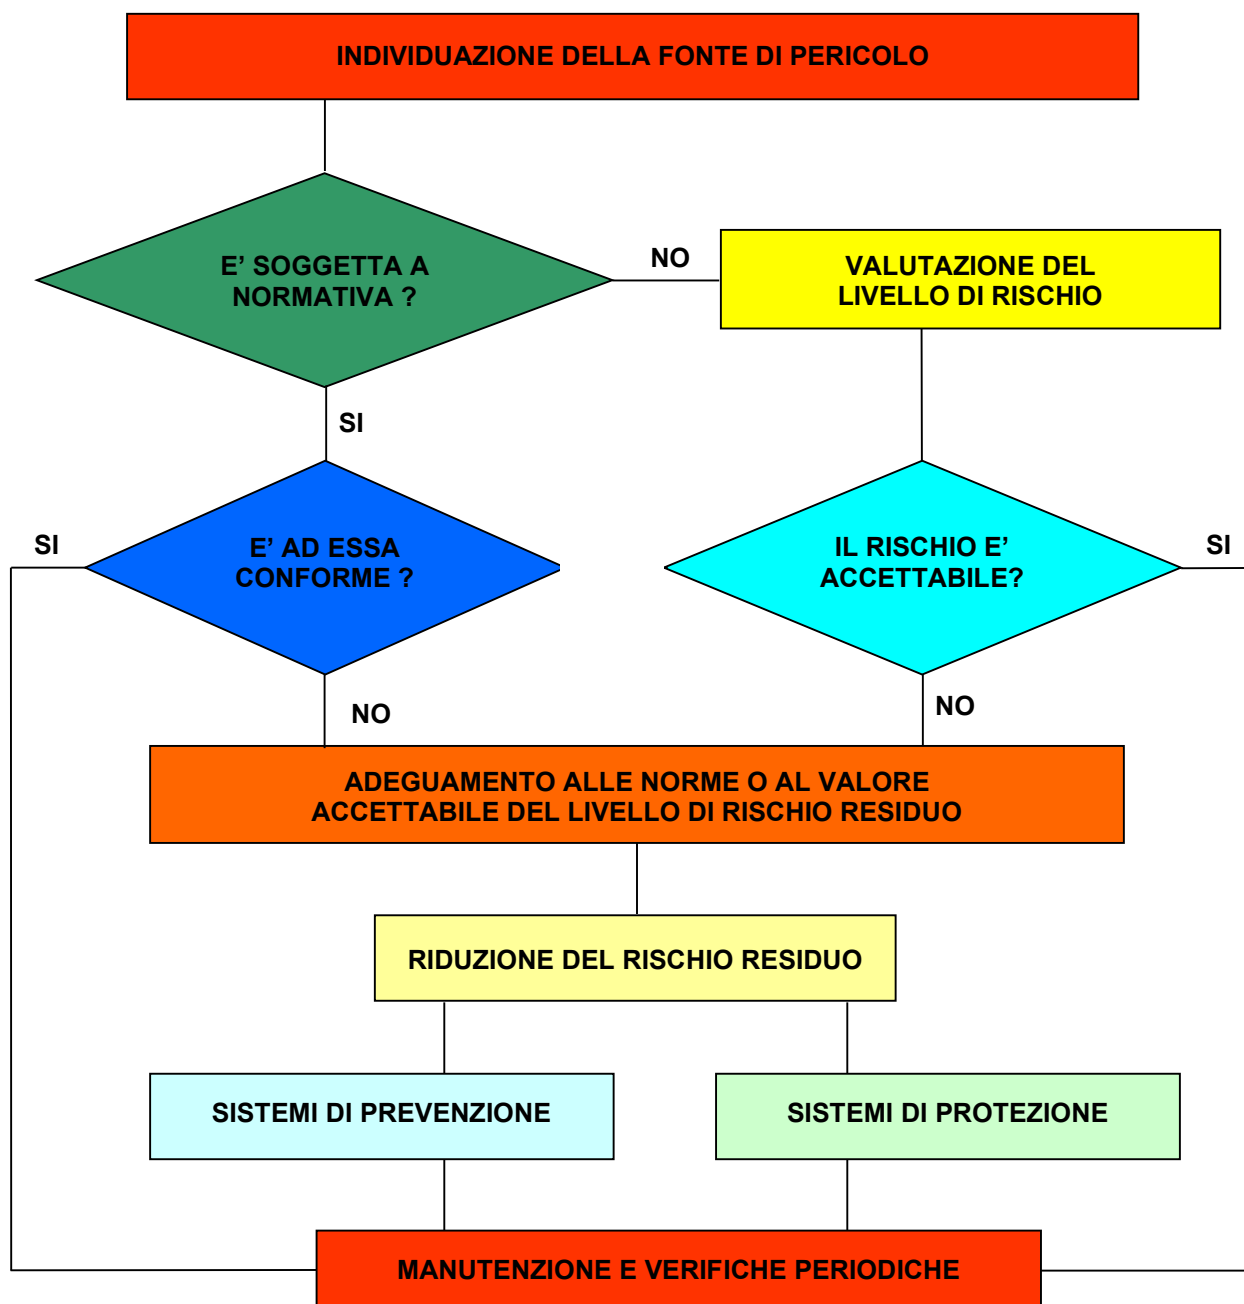 INDIVIDUAZIONE DELLA FONTE DI PERICOLO
E’ SOGGETTA A
NORMATIVA ?
NO
VALUTAZIONE DEL
LIVELLO DI RISCHIO
SI
SI
E’ AD ESSA
CONFORME ?
IL RISCHIO E’
ACCETTABILE?
SI
NO
NO
ADEGUAMENTO ALLE NORME O AL VALORE
ACCETTABILE DEL LIVELLO DI RISCHIO RESIDUO
RIDUZIONE DEL RISCHIO RESIDUO
SISTEMI DI PREVENZIONE
SISTEMI DI PROTEZIONE
MANUTENZIONE E VERIFICHE PERIODICHE